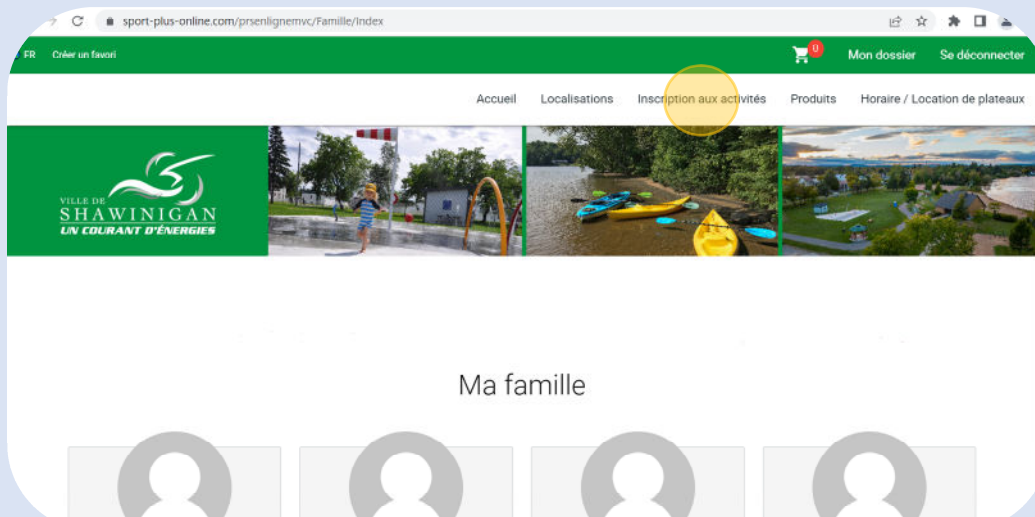 sport-plus-online.com/prsenlignemvc/Famille/Index
FR Créer un favori 0 Mon dossier Se déconnecter
Accueil Localisations Inscription aux activités Produits Horaire / Location de plateaux
VILLE DE
SHAWINIGAN
UN COURANT D'ÉNERGIES
Ma famille